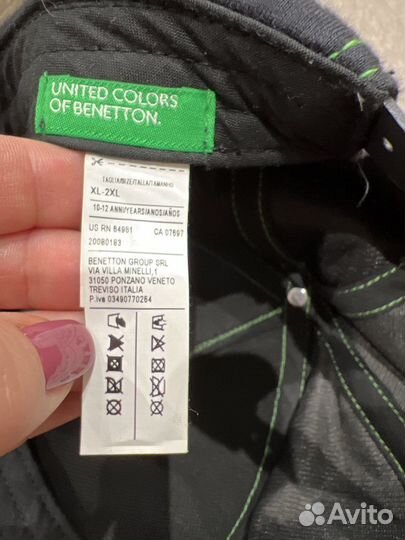 UNITED COLORS
OF BENETTON.
TAGLIA/SIZE/TALLA/TAMANHO
XL-2XL
10-12 ANNI/YEARS/ANOS/AÑOS
US RN 84961 CA 07697
20080183
BENETTON GROUP SRL
VIA VILLA MINELLI,1
31050 PONZANO VENETO
TREVISO ITALIA
P.iva 03490770264
Avito